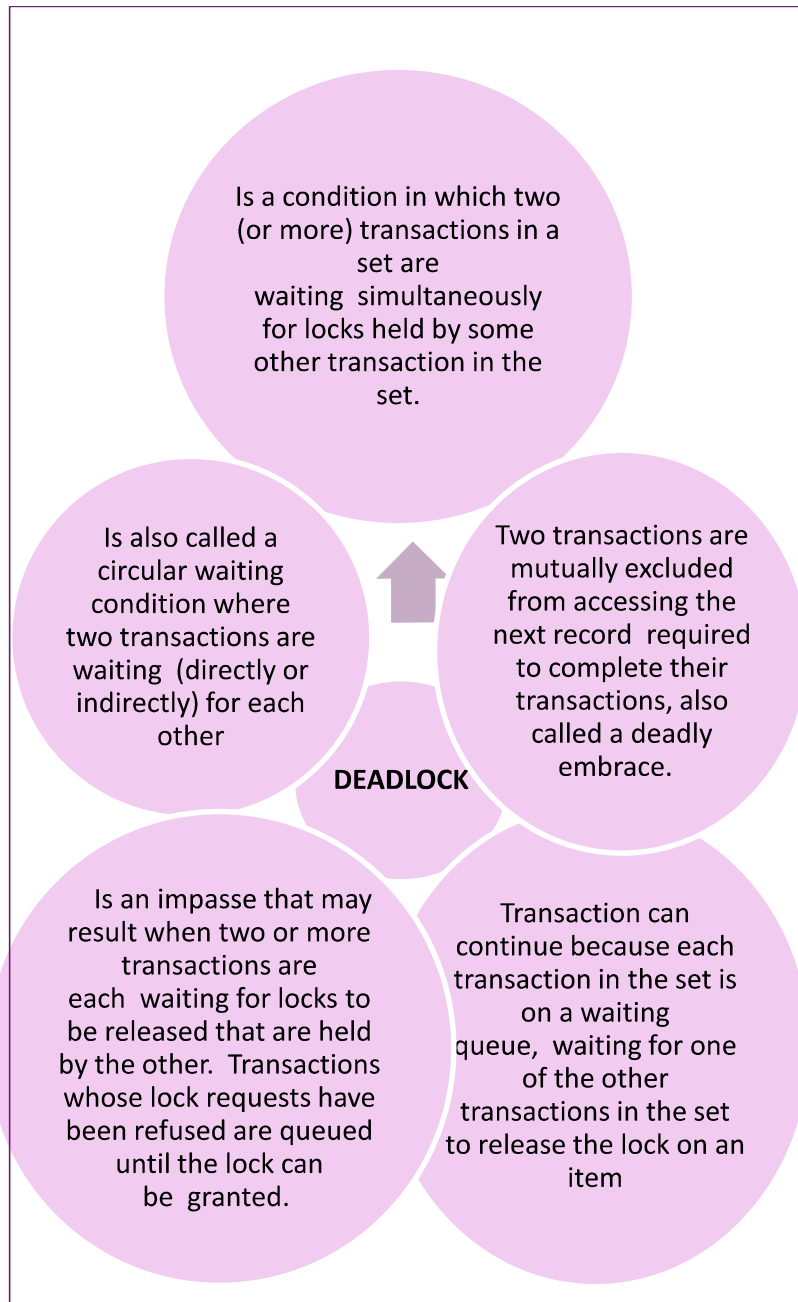 Is a condition in which two
(or more) transactions in a
set are
waiting  simultaneously
for locks held by some
other transaction in the
set.
Is also called a
circular waiting
condition where
two transactions are
waiting  (directly or
indirectly) for each
other
Two transactions are
mutually excluded
from accessing the
next record  required
to complete their
transactions, also
called a deadly
embrace.
DEADLOCK
Is an impasse that may
result when two or more
transactions are
each  waiting for locks to
be released that are held
by the other.  Transactions
whose lock requests have
been refused are queued
until the lock can
be  granted.
Transaction can
continue because each
transaction in the set is
on a waiting
queue,  waiting for one
of the other
transactions in the set
to release the lock on an
item